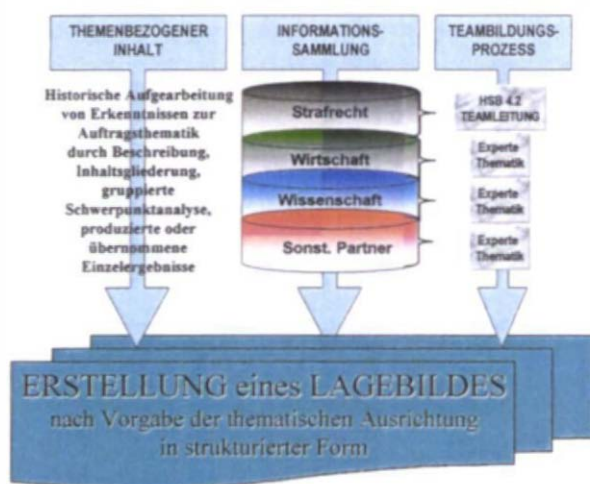 THEMENBEZOGENER
INHALT
Historische Aufgearbeitung
von Erkenntnissen zur
Auftragsthematik
durch Beschreibung,
Inhaltsgliederung,
gruppierte
Schwerpunktanalyse,
produzierte oder
übernommene
Einzelergebnisse
INFORMATIONS-
SAMMLUNG
Strafrecht
Wirtschaft
Wissenschaft
Sonst. Partner
TEAMBILDUNGS-
PROZESS
HSB 4.2
TEAMLEITUNG
Experte
Thematik
Experte
Thematik
Experte
Thematik
ERSTELLUNG eines LAGEBILDES
nach Vorgabe der thematischen Ausrichtung
in strukturierter Form